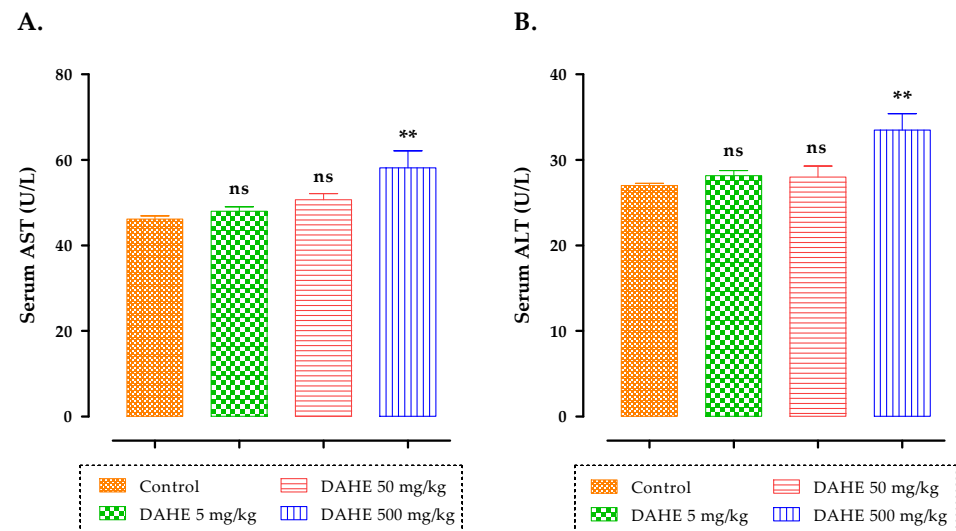 A.
Serum AST (U/L)
80
60
40
20
0
ns
ns
**
Control
DAHE 50 mg/kg
DAHE 5 mg/kg
DAHE 500 mg/kg
B.
Serum ALT (U/L)
40
30
20
10
0
ns
ns
**
Control
DAHE 50 mg/kg
DAHE 5 mg/kg
DAHE 500 mg/kg